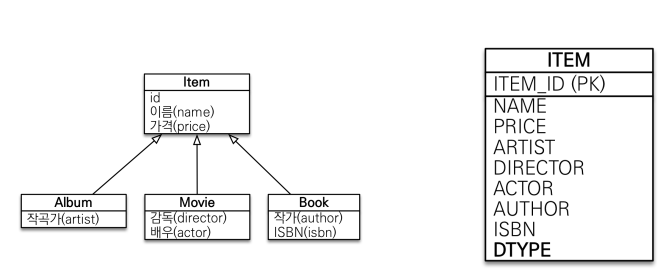 Item
id
이름(name)
가격(price)
Album
작곡가(artist)
Movie
감독(director)
배우(actor)
Book
작가(author)
ISBN(isbn)
ITEM
ITEM_ID (PK)
NAME
PRICE
ARTIST
DIRECTOR
ACTOR
AUTHOR
ISBN
DTYPE